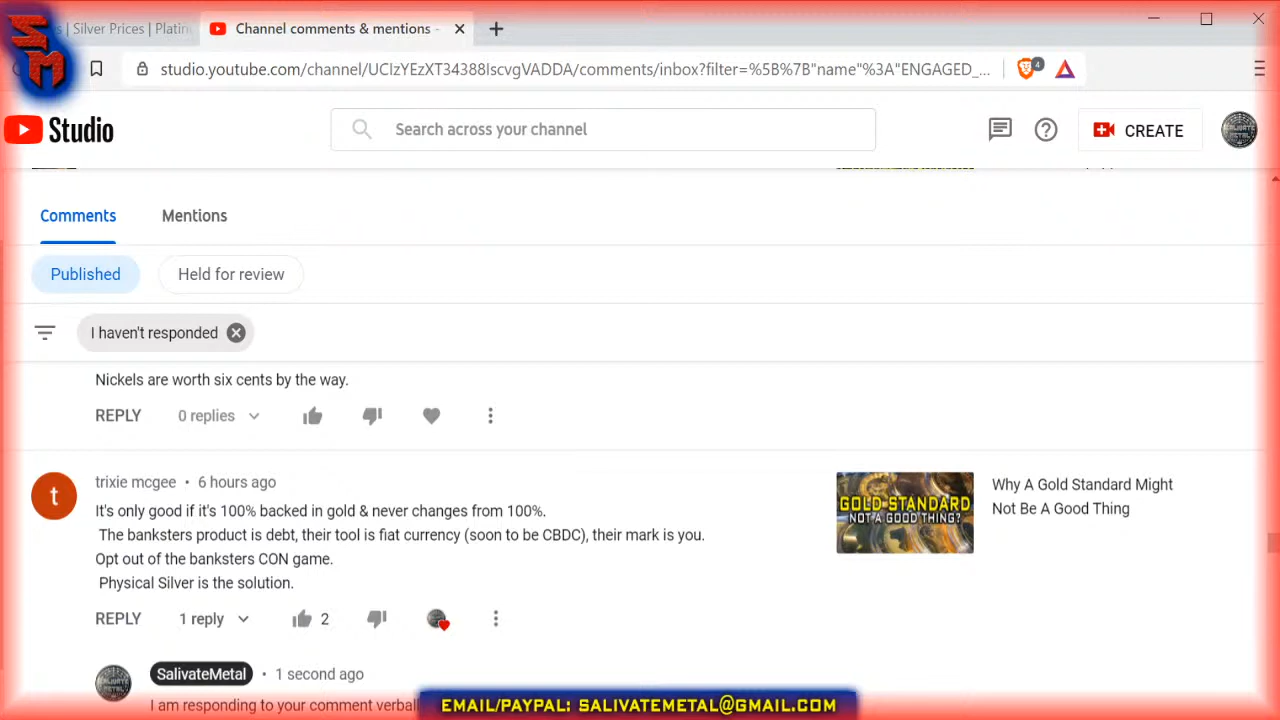 SM
s | Silver Prices | Platin
Channel comments & mentions -
studio.youtube.com/channel/UCIzYEzXT34388IscvgVADDA/comments/inbox?filter=%5B%7B"name"%3A"ENGAGED_...
4
Studio
Search across your channel
CREATE
Comments
Mentions
Published
Held for review
I haven't responded
Nickels are worth six cents by the way.
REPLY
0 replies
t
trixie mcgee • 6 hours ago
It's only good if it's 100% backed in gold & never changes from 100%.
The banksters product is debt, their tool is fiat currency (soon to be CBDC), their mark is you.
Opt out of the banksters CON game.
Physical Silver is the solution.
GOLD STANDARD
NOT A GOOD THING?
Why A Gold Standard Might
Not Be A Good Thing
REPLY
1 reply
2
SalivateMetal • 1 second ago
I am responding to your comment verball
EMAIL/PAYPAL: SALIVATEMETAL@GMAIL.COM